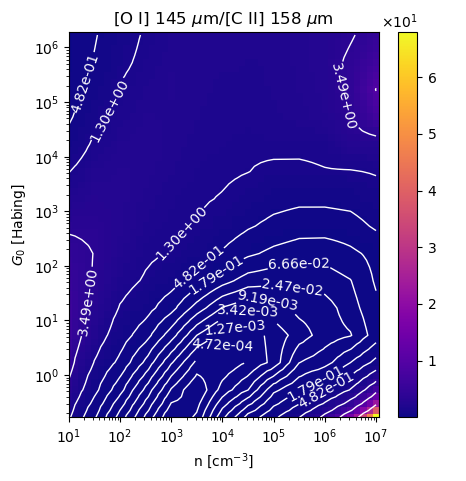 [O I] 145 μm/[C II] 158 μm
×10¹
10⁶
10⁵
10⁴
10³
10²
10¹
10⁰
G₀ [Habing]
4.82e-01
1.30e+00
3.49e+00
1.30e+00
4.82e-01
1.79e-01
6.66e-02
2.47e-02
9.19e-03
3.42e-03
1.27e-03
4.72e-04
3.49e+00
1.79e-01
4.82e-01
6
5
4
3
2
1
10¹
10²
10³
10⁴
10⁵
10⁶
10⁷
n [cm⁻³]